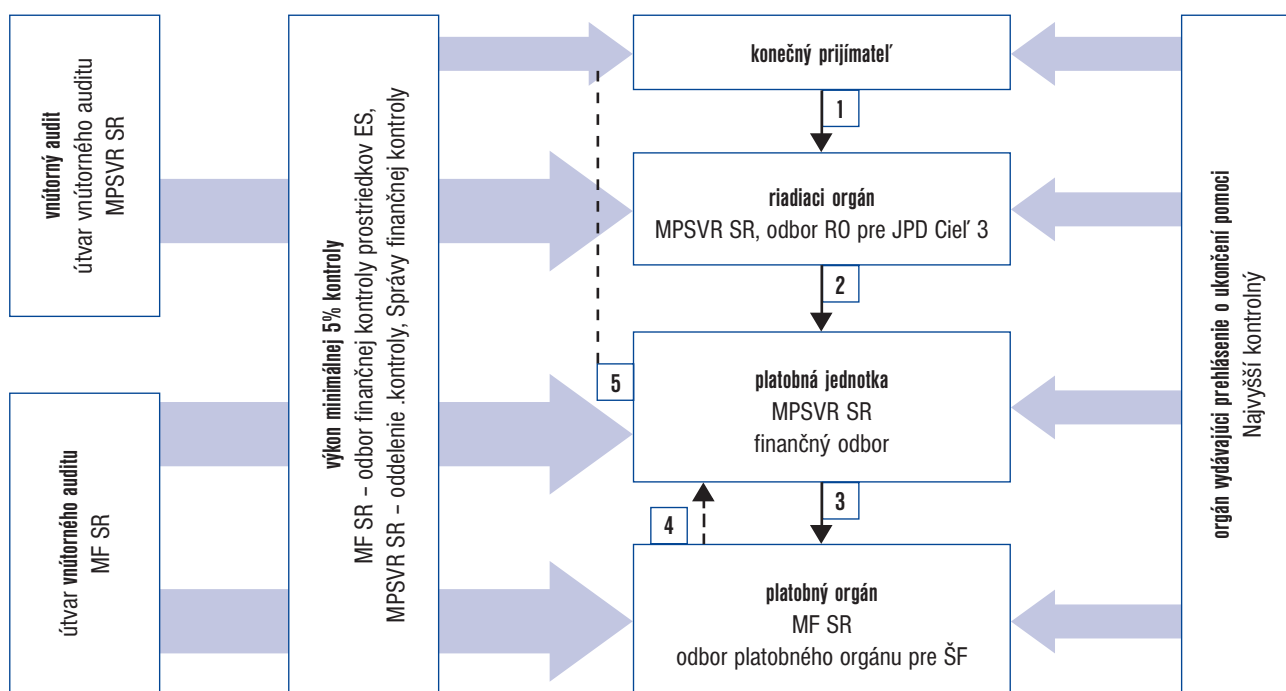 vnútorný audit
útvar vnútorného auditu
MPSVR SR
útvar vnútorného auditu
MF SR
výkon minimálnej 5% kontroly
MF SR – odbor finančnej kontroly prostriedkov ES,
MPSVR SR – oddelenie .kontroly, Správy finančnej kontroly
konečný prijímateľ
1
riadiaci orgán
MPSVR SR, odbor RO pre JPD Cieľ 3
2
platobná jednotka
MPSVR SR
finančný odbor
5
3
4
platobný orgán
MF SR
odbor platobného orgánu pre ŠF
orgán vydávajúci prehlásenie o ukončení pomoci
Najvyšší kontrolný